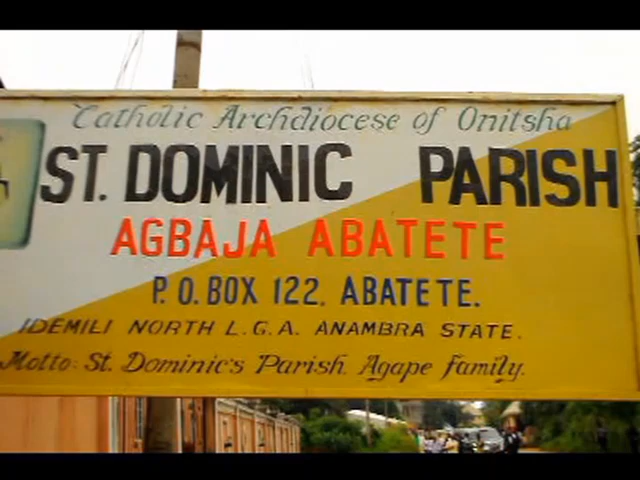 Catholic Archdiocese of Onitsha
ST. DOMINIC PARISH
AGBAJA ABATETE
P. O. BOX 122, ABATETE.
IDEMILI NORTH L.G.A. ANAMBRA STATE.
Motto: St. Dominic's Parish Agape family.